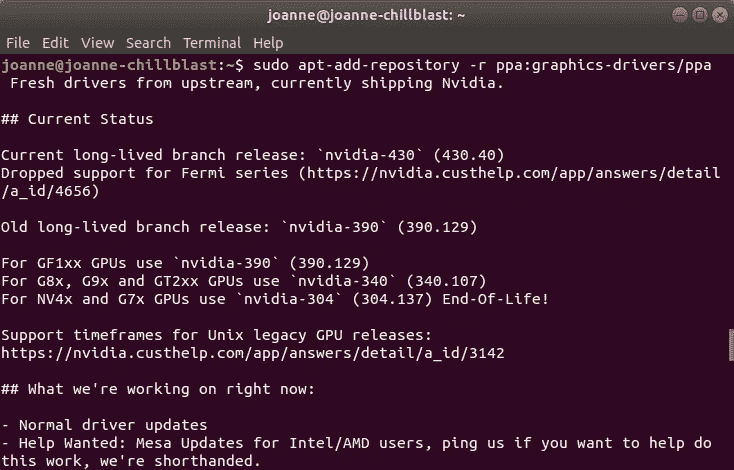 joanne@joanne-chillblast: ~
File Edit View Search Terminal Help
joanne@joanne-chillblast:~$ sudo apt-add-repository -r ppa:graphics-drivers/ppa
 Fresh drivers from upstream, currently shipping Nvidia.
## Current Status
Current long-lived branch release: `nvidia-430` (430.40)
Dropped support for Fermi series (https://nvidia.custhelp.com/app/answers/detail
/a_id/4656)
Old long-lived branch release: `nvidia-390` (390.129)
For GF1xx GPUs use `nvidia-390` (390.129)
For G8x, G9x and GT2xx GPUs use `nvidia-340` (340.107)
For NV4x and G7x GPUs use `nvidia-304` (304.137) End-Of-Life!
Support timeframes for Unix legacy GPU releases:
https://nvidia.custhelp.com/app/answers/detail/a_id/3142
## What we're working on right now:
- Normal driver updates
- Help Wanted: Mesa Updates for Intel/AMD users, ping us if you want to help do
this work, we're shorthanded.